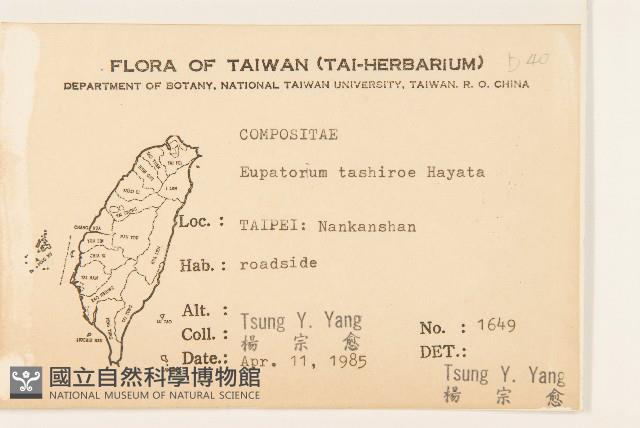 FLORA OF TAIWAN (TAI-HERBARIUM)
D 40
DEPARTMENT OF BOTANY, NATIONAL TAIWAN UNIVERSITY, TAIWAN. R. O. CHINA
COMPOSITAE
Eupatorium tashiroe Hayata
Loc. : TAIPEI: Nankanshan
Hab. : roadside
Alt. :
Coll. : Tsung Y. Yang
楊 宗 愈
No. : 1649
Date. : Apr. 11, 1985
DET. :
Tsung Y. Yang
楊 宗 愈
國立自然科學博物館
NATIONAL MUSEUM OF NATURAL SCIENCE